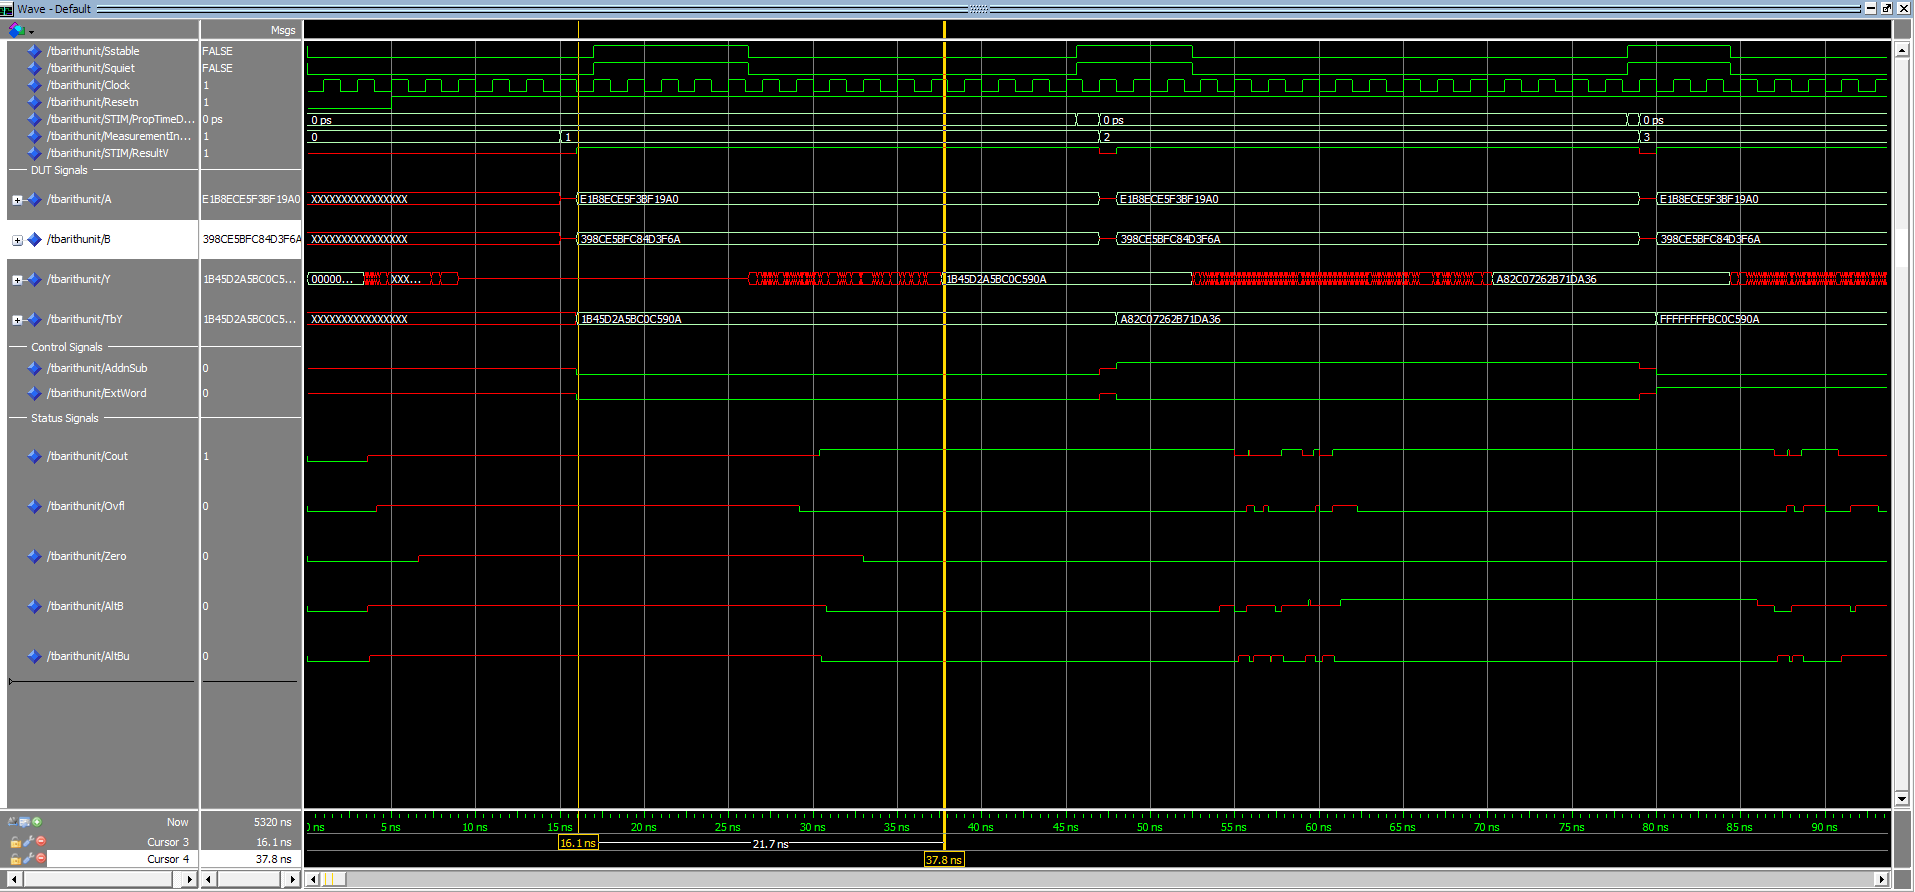 Wave - Default
Msgs
/tbarithunit/Sstable FALSE
/tbarithunit/Squiet FALSE
/tbarithunit/Clock 1
/tbarithunit/Resetn 1
/tbarithunit/STIM/PropTimeD... 0 ps 0 ps 0 ps 0 ps
/tbarithunit/MeasurementIn... 1 0 1 2 3
/tbarithunit/STIM/ResultV 1
DUT Signals
/tbarithunit/A E1B8ECE5F3BF19A0 XXXXXXXXXXXXXXXX E1B8ECE5F3BF19A0 E1B8ECE5F3BF19A0 E1B8ECE5F3BF19A0
/tbarithunit/B 398CE5BFC84D3F6A XXXXXXXXXXXXXXXX 398CE5BFC84D3F6A 398CE5BFC84D3F6A 398CE5BFC84D3F6A
/tbarithunit/Y 1B45D2A5BC0C5... 00000... XXX... 1B45D2A5BC0C590A A82C07262B71DA36
/tbarithunit/TbY 1B45D2A5BC0C5... XXXXXXXXXXXXXXXX 1B45D2A5BC0C590A A82C07262B71DA36 FFFFFFFFBC0C590A
Control Signals
/tbarithunit/AddnSub 0
/tbarithunit/ExtWord 0
Status Signals
/tbarithunit/Cout 1
/tbarithunit/Ovfl 0
/tbarithunit/Zero 0
/tbarithunit/AltB 0
/tbarithunit/AltBu 0
Now 5320 ns
ns 5 ns 10 ns 15 ns 20 ns 25 ns 30 ns 35 ns 40 ns 45 ns 50 ns 55 ns 60 ns 65 ns 70 ns 75 ns 80 ns 85 ns 90 ns
Cursor 3 16.1 ns 16.1 ns 21.7 ns
Cursor 4 37.8 ns 37.8 ns